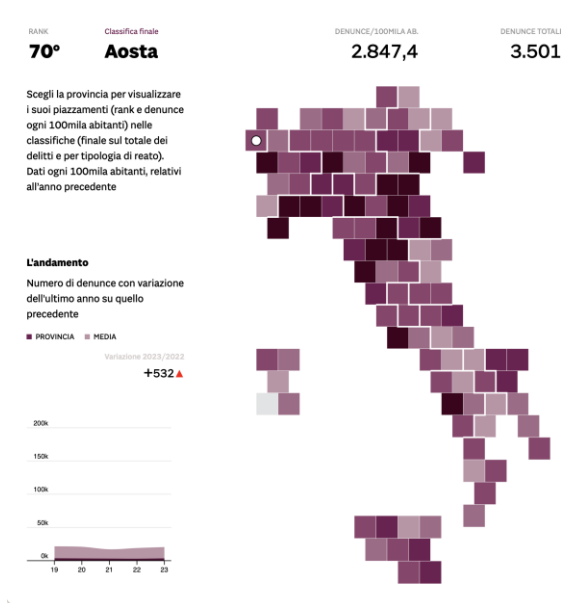 RANK
Classifica finale
DENUNCE/100MILA AB.
DENUNCE TOTALI
70°
Aosta
2.847,4
3.501
Scegli la provincia per visualizzare
i suoi piazzamenti (rank e denunce
ogni 100mila abitanti) nelle
classifiche (finale sul totale dei
delitti e per tipologia di reato).
Dati ogni 100mila abitanti, relativi
all'anno precedente
L'andamento
Numero di denunce con variazione
dell'ultimo anno su quello
precedente
PROVINCIA MEDIA
Variazione 2023/2022
+532
200k
150k
100k
50k
0k
19 20 21 22 23